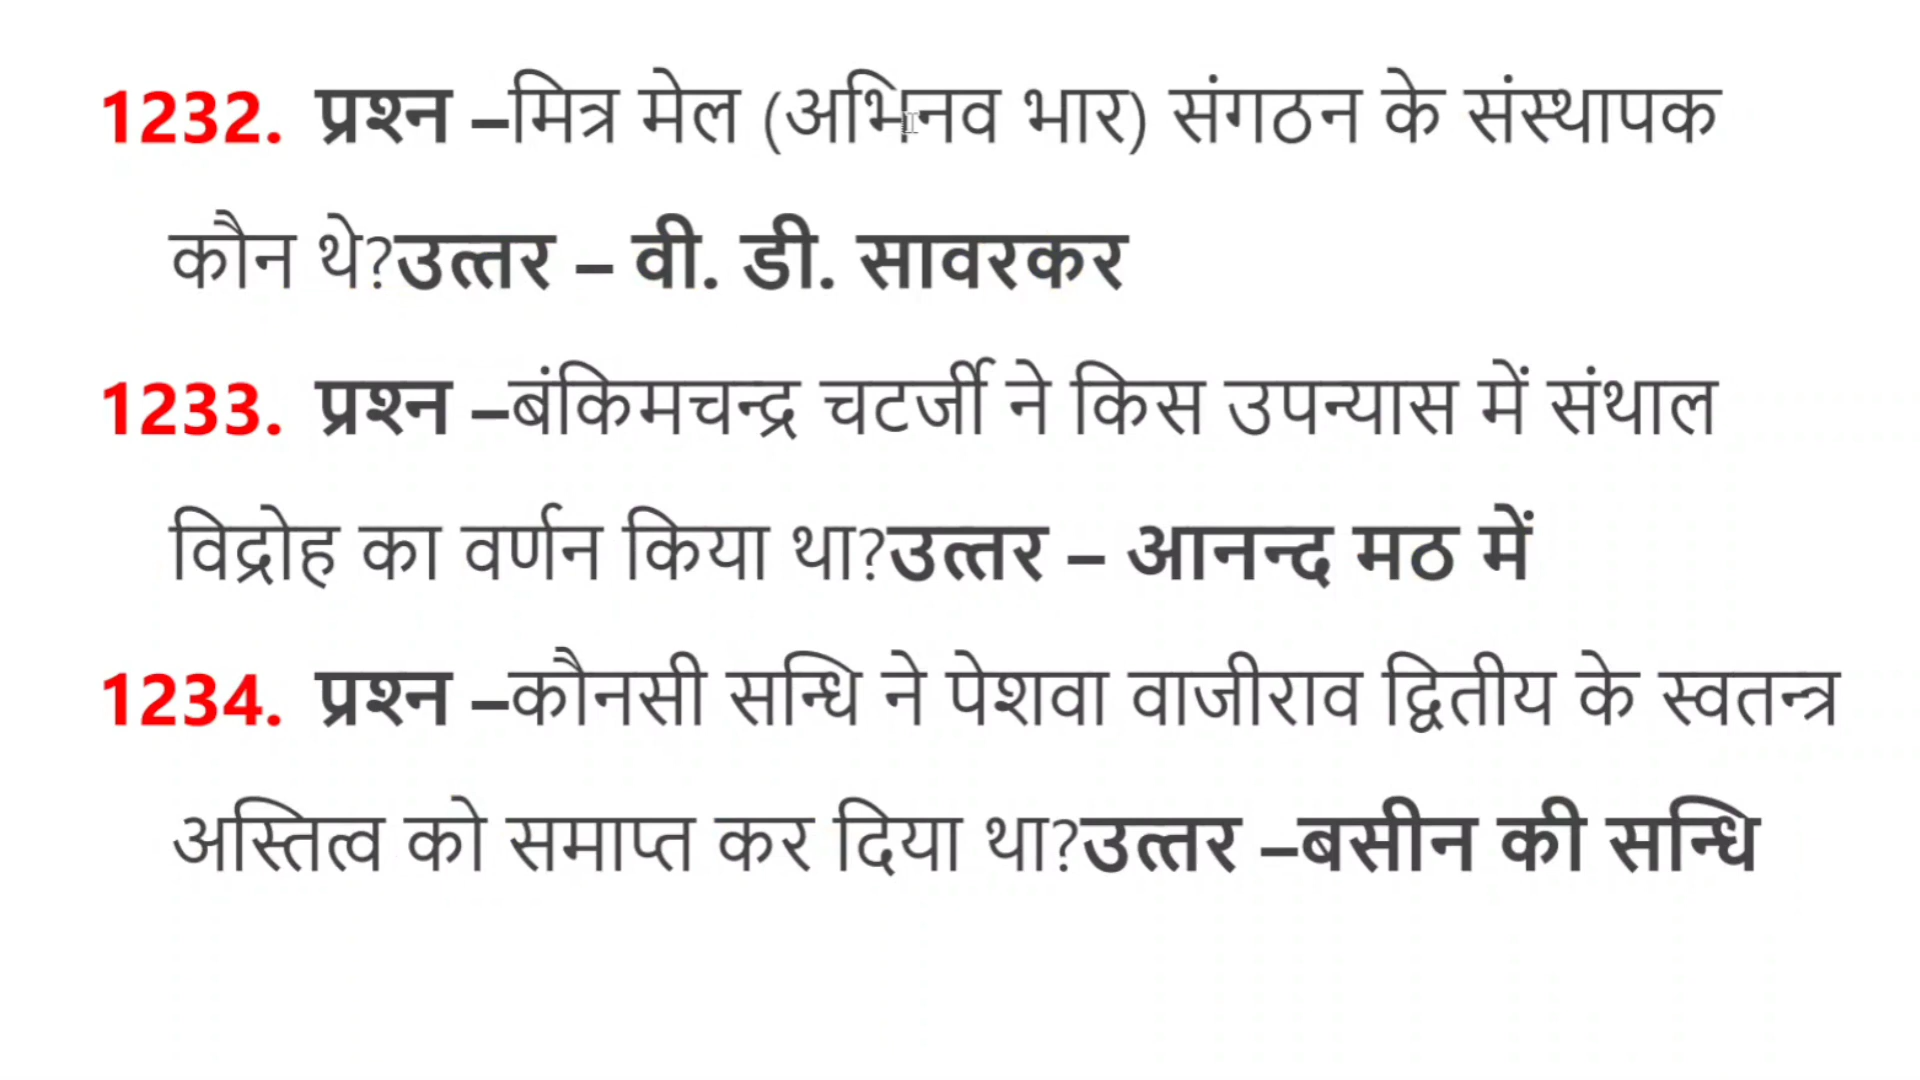 1232. प्रश्न –मित्र मेल (अभिनव भार) संगठन के संस्थापक
कौन थे?उत्तर – वी. डी. सावरकर
1233. प्रश्न –बंकिमचन्द्र चटर्जी ने किस उपन्यास में संथाल
विद्रोह का वर्णन किया था?उत्तर – आनन्द मठ में
1234. प्रश्न –कौनसी सन्धि ने पेशवा वाजीराव द्वितीय के स्वतन्त्र
अस्तित्व को समाप्त कर दिया था?उत्तर –बसीन की सन्धि